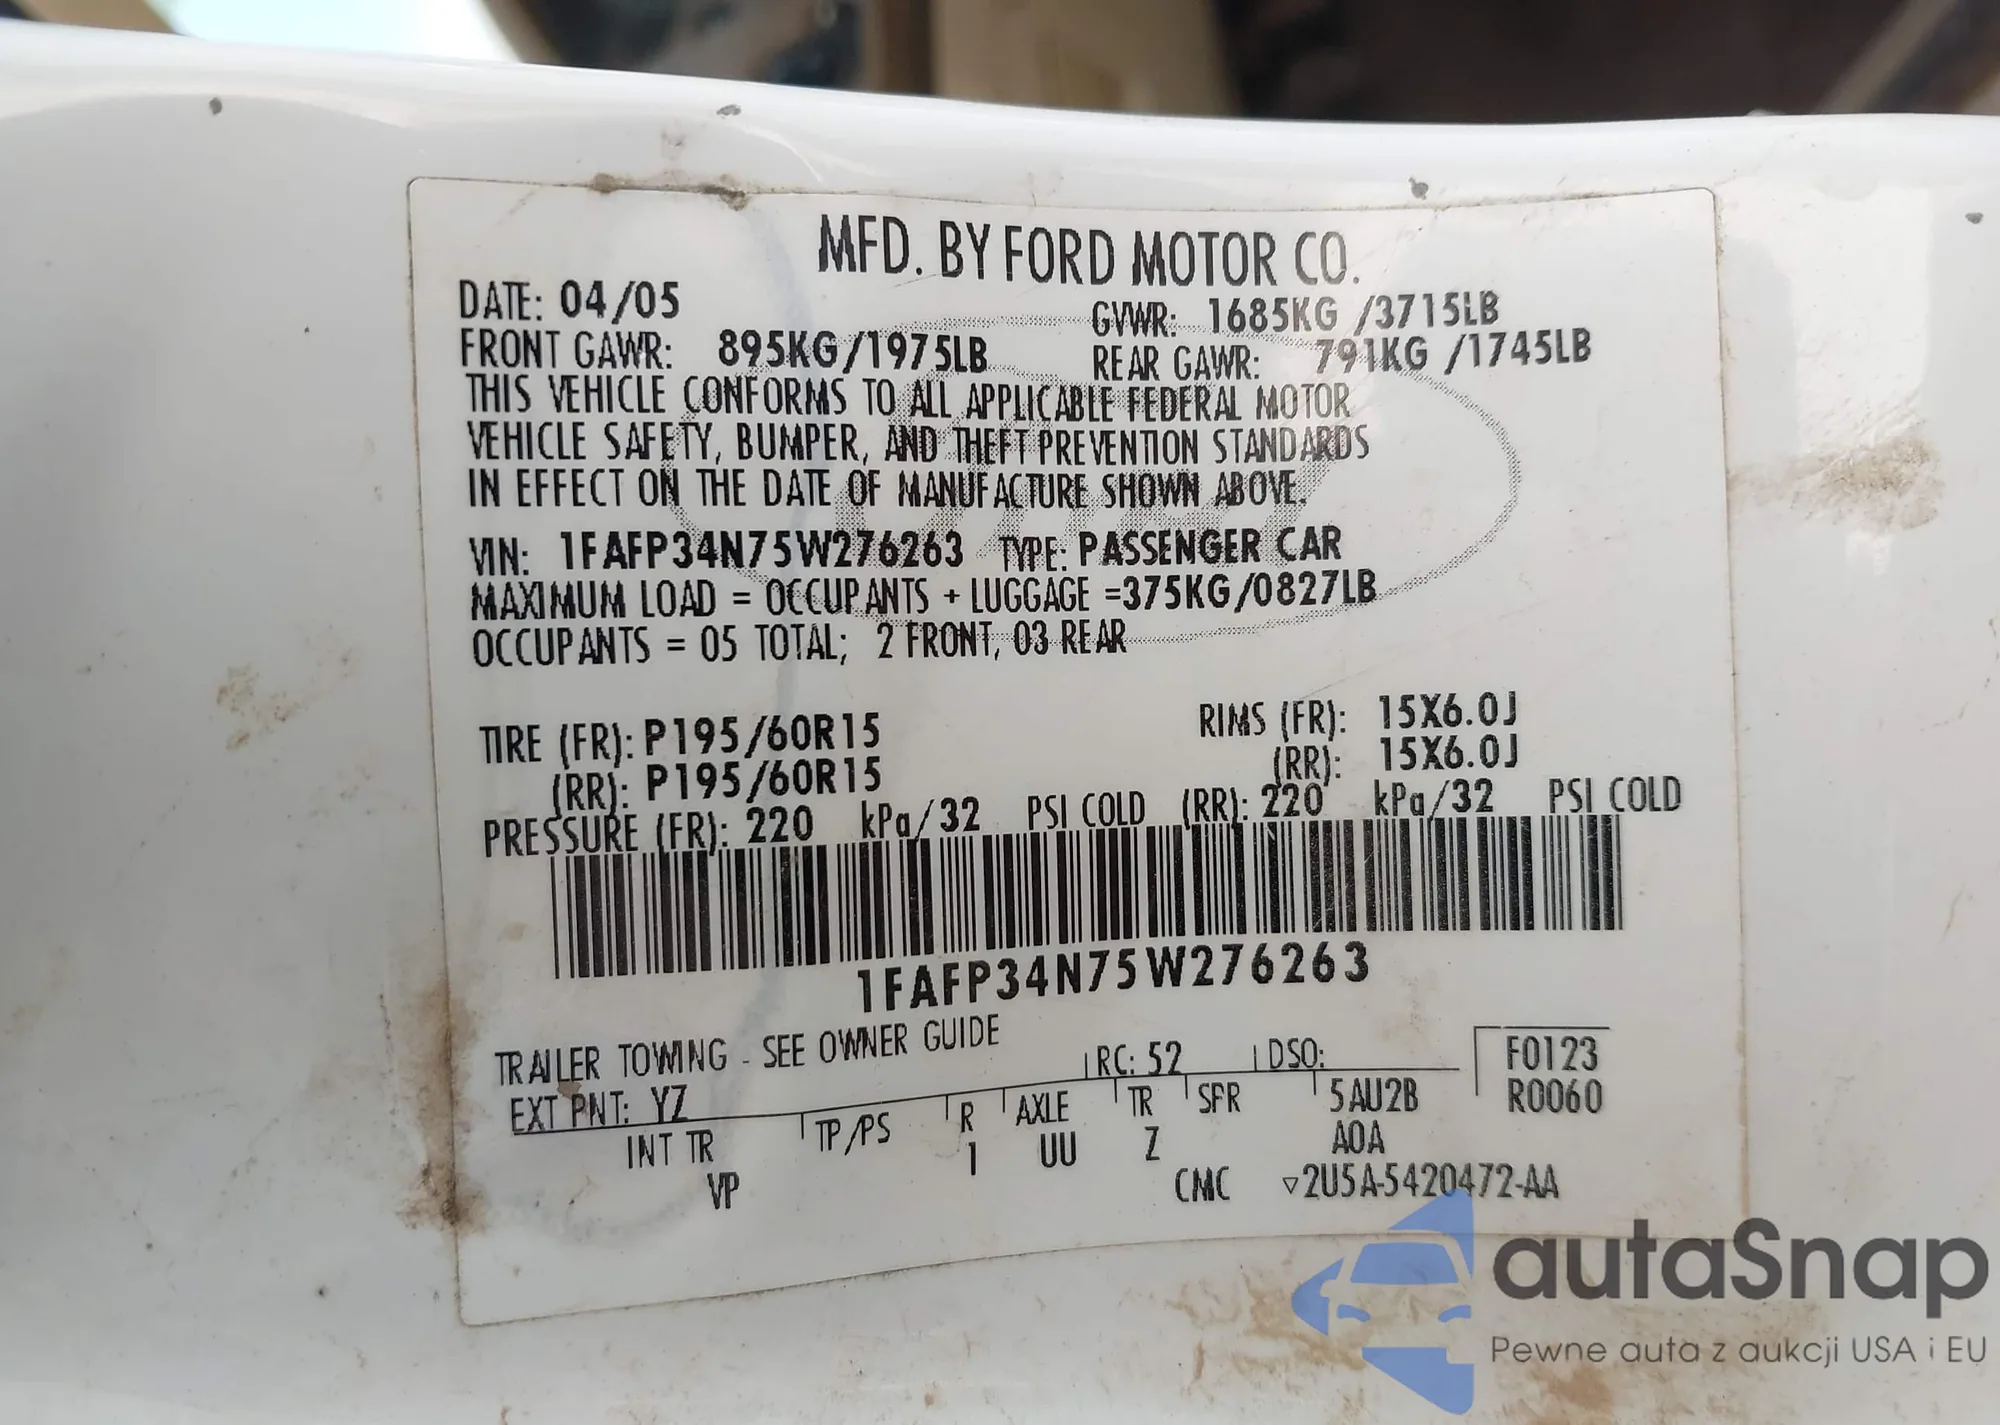 MFD. BY FORD MOTOR CO.
DATE: 04/05
GVWR: 1685KG /3715LB
FRONT GAWR: 895KG/1975LB
REAR GAWR: 791KG /1745LB
THIS VEHICLE CONFORMS TO ALL APPLICABLE FEDERAL MOTOR
VEHICLE SAFETY, BUMPER, AND THEFT PREVENTION STANDARDS
IN EFFECT ON THE DATE OF MANUFACTURE SHOWN ABOVE.
VIN: 1FAFP34N75W276263 TYPE: PASSENGER CAR
MAXIMUM LOAD = OCCUPANTS + LUGGAGE =375KG/0827LB
OCCUPANTS = 05 TOTAL; 2 FRONT, 03 REAR
TIRE (FR): P195/60R15
RIMS (FR): 15X6.0J
(RR): P195/60R15
(RR): 15X6.0J
PRESSURE (FR): 220 kPa/32 PSI COLD (RR): 220 kPa/32 PSI COLD
1FAFP34N75W276263
TRAILER TOWING - SEE OWNER GUIDE
RC: 52 DSO:
F0123
EXT PNT: YZ
R0060
INT TR TP/PS R AXLE TR SPR 5AU2B
VP 1 UU Z A0A
CMC ▽2U5A-5420472-AA
autaSnap
Pewne auta z aukcji USA i EU